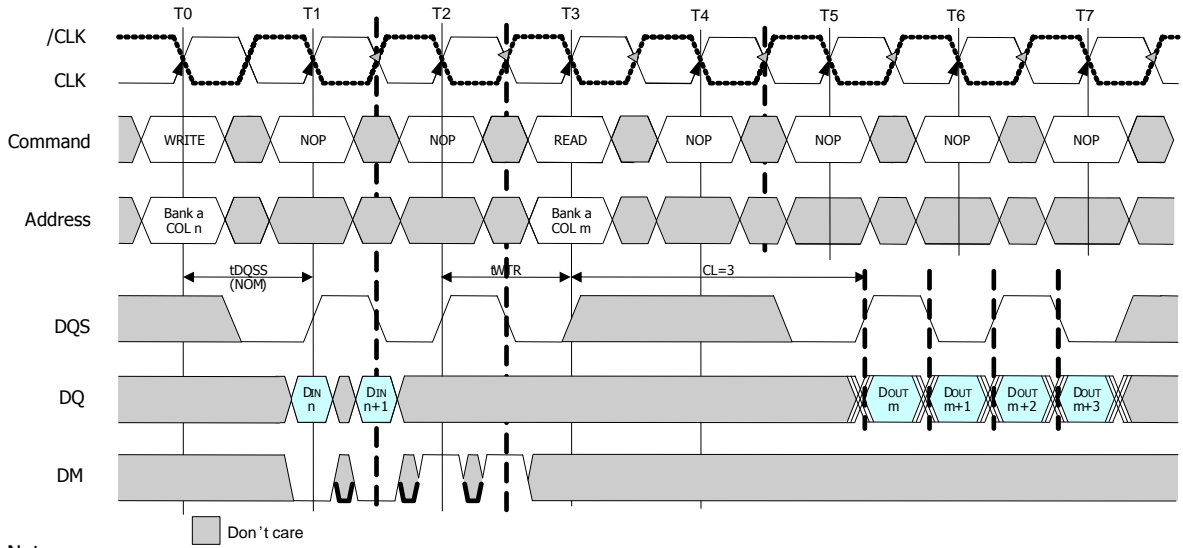 T0 T1 T2 T3 T4 T5 T6 T7
/CLK
CLK
Command WRITE NOP NOP READ NOP NOP NOP NOP
Address Bank a COL n Bank a COL m
tDQSS (NOM) tWTR CL=3
DQS
DQ DIN n DIN n+1 DOUT m DOUT m+1 DOUT m+2 DOUT m+3
DM
Don't care